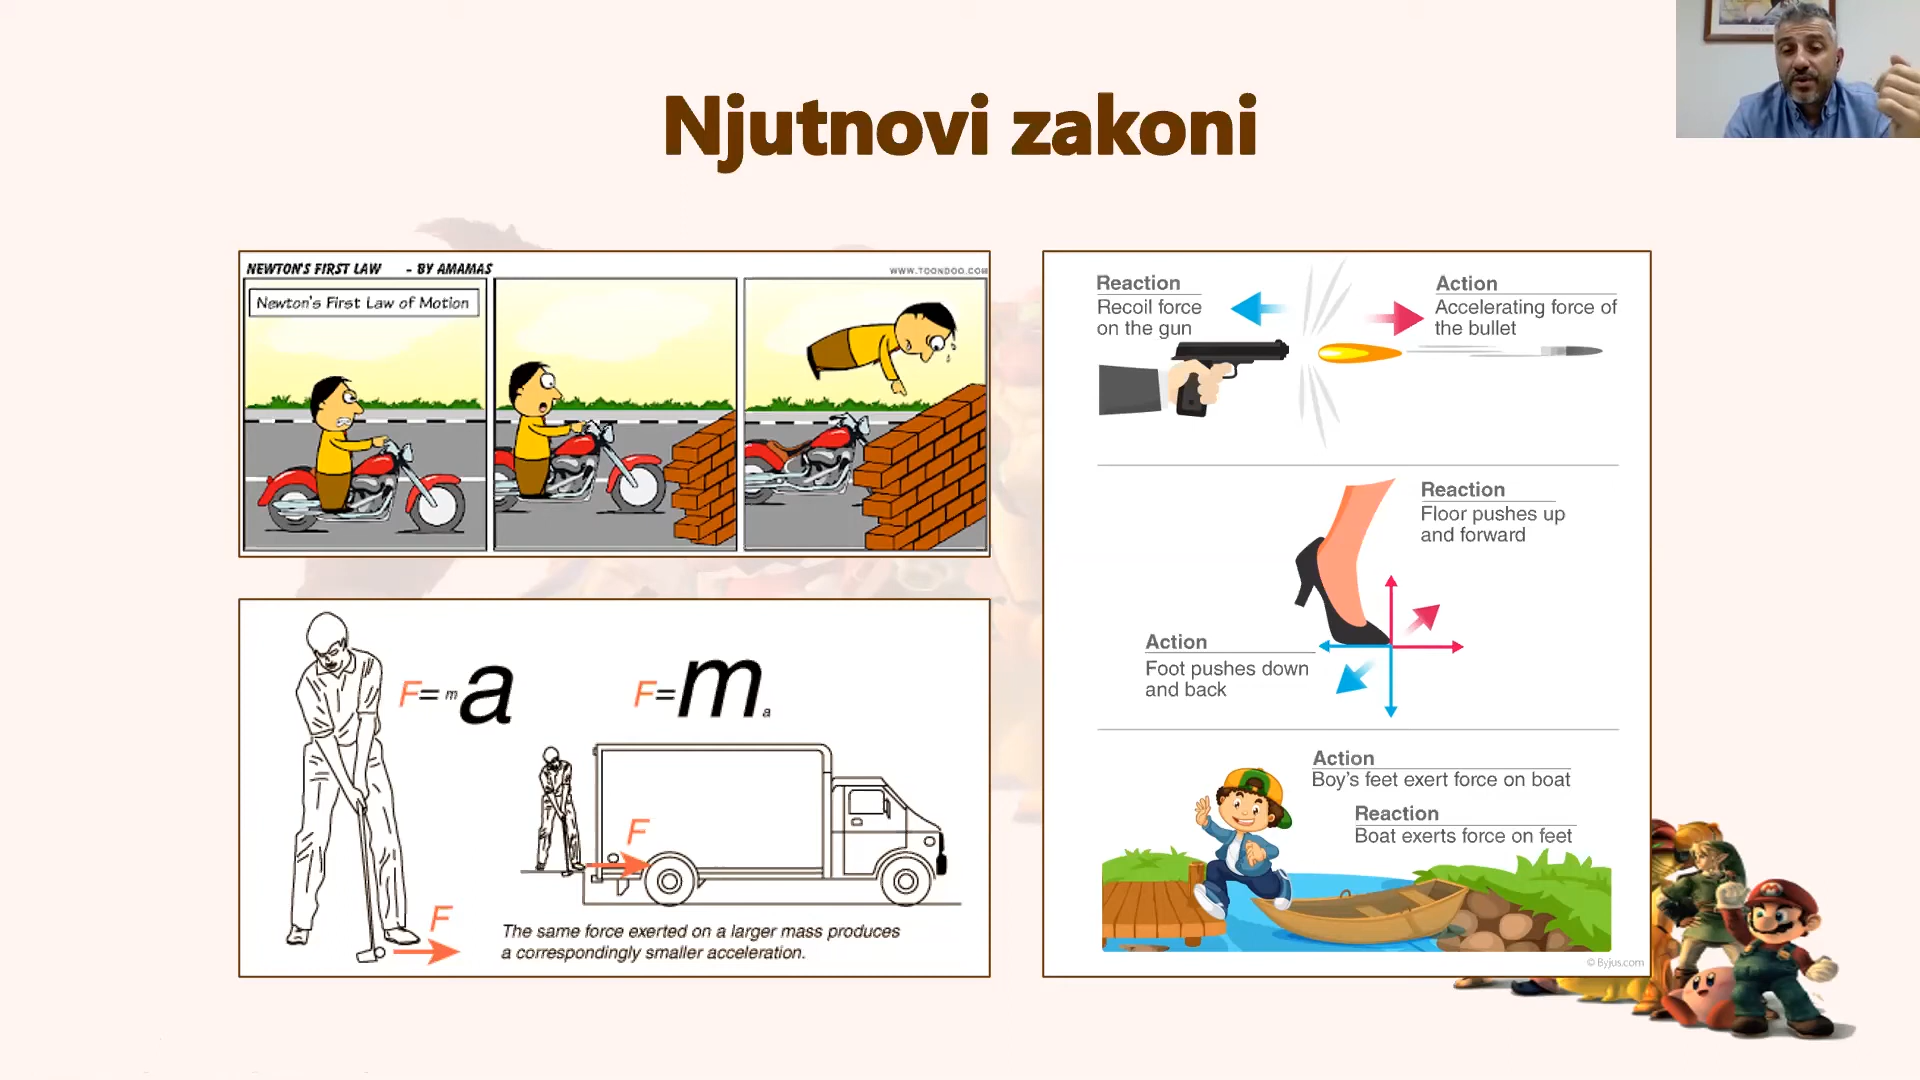 Njutnovi zakoni
NEWTON'S FIRST LAW - BY AMAMAS
WWW.TOONDOO.COM
Newton's First Law of Motion
F= m a
F= m a
F
F
The same force exerted on a larger mass produces
a correspondingly smaller acceleration.
Reaction
Recoil force
on the gun
Action
Accelerating force of
the bullet
Reaction
Floor pushes up
and forward
Action
Foot pushes down
and back
Action
Boy's feet exert force on boat
Reaction
Boat exerts force on feet
© Byjus.com